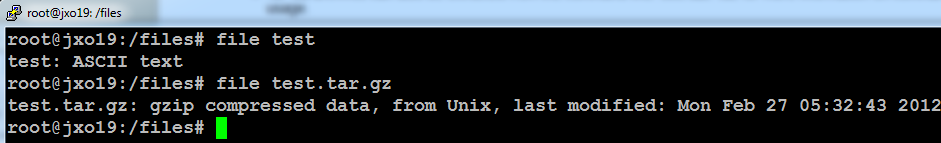 root@jxo19: /files
root@jxo19:/files# file test
test: ASCII text
root@jxo19:/files# file test.tar.gz
test.tar.gz: gzip compressed data, from Unix, last modified: Mon Feb 27 05:32:43 2012
root@jxo19:/files#